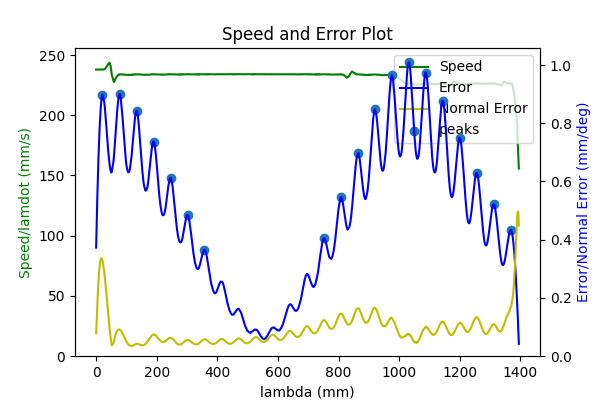 Speed and Error Plot
Speed/lamdot (mm/s)
250
200
150
100
50
0
Speed
Error
Normal Error
peaks
1.0
0.8
0.6
0.4
0.2
0.0
Error/Normal Error (mm/deg)
0 200 400 600 800 1000 1200 1400
lambda (mm)